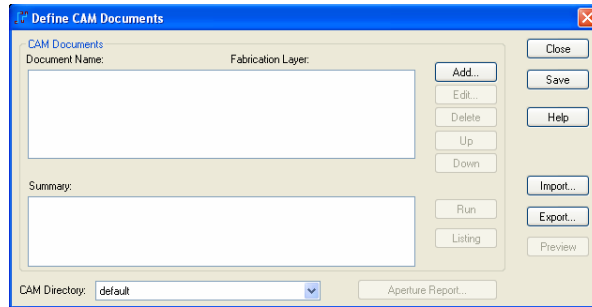 Define CAM Documents
CAM Documents
Document Name: Fabrication Layer:
Add...
Edit...
Delete
Up
Down
Summary:
Run
Listing
CAM Directory: default
Aperture Report...
Close
Save
Help
Import...
Export...
Preview